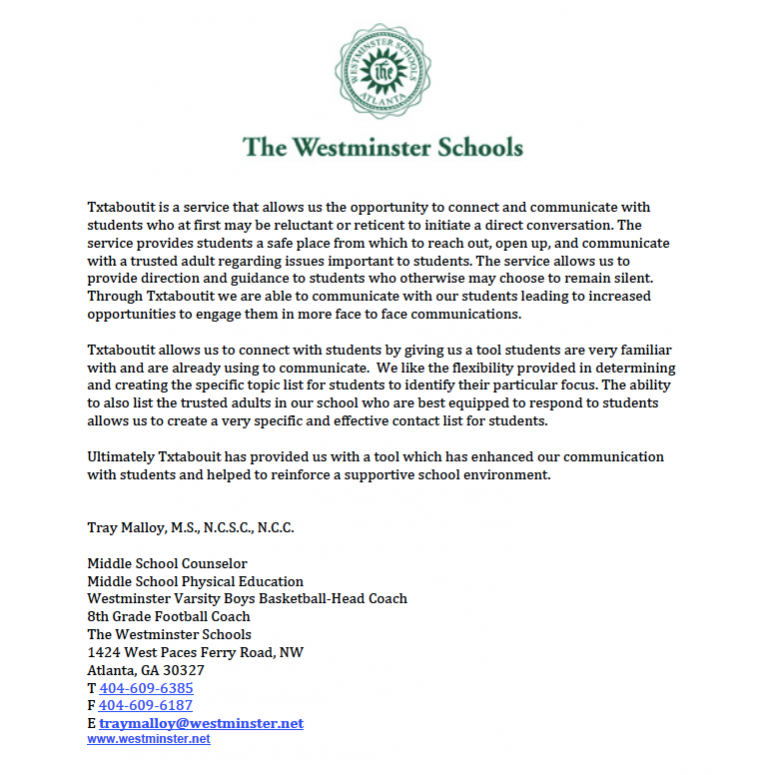 WESTMINSTER SCHOOLS
The
ATLANTA
The Westminster Schools
Txtaboutit is a service that allows us the opportunity to connect and communicate with
students who at first may be reluctant or reticent to initiate a direct conversation. The
service provides students a safe place from which to reach out, open up, and communicate
with a trusted adult regarding issues important to students. The service allows us to
provide direction and guidance to students who otherwise may choose to remain silent.
Through Txtaboutit we are able to communicate with our students leading to increased
opportunities to engage them in more face to face communications.
Txtaboutit allows us to connect with students by giving us a tool students are very familiar
with and are already using to communicate.  We like the flexibility provided in determining
and creating the specific topic list for students to identify their particular focus. The ability
to also list the trusted adults in our school who are best equipped to respond to students
allows us to create a very specific and effective contact list for students.
Ultimately Txtabouit has provided us with a tool which has enhanced our communication
with students and helped to reinforce a supportive school environment.
Tray Malloy, M.S., N.C.S.C., N.C.C.
Middle School Counselor
Middle School Physical Education
Westminster Varsity Boys Basketball-Head Coach
8th Grade Football Coach
The Westminster Schools
1424 West Paces Ferry Road, NW
Atlanta, GA 30327
T 404-609-6385
F 404-609-6187
E traymalloy@westminster.net
www.westminster.net